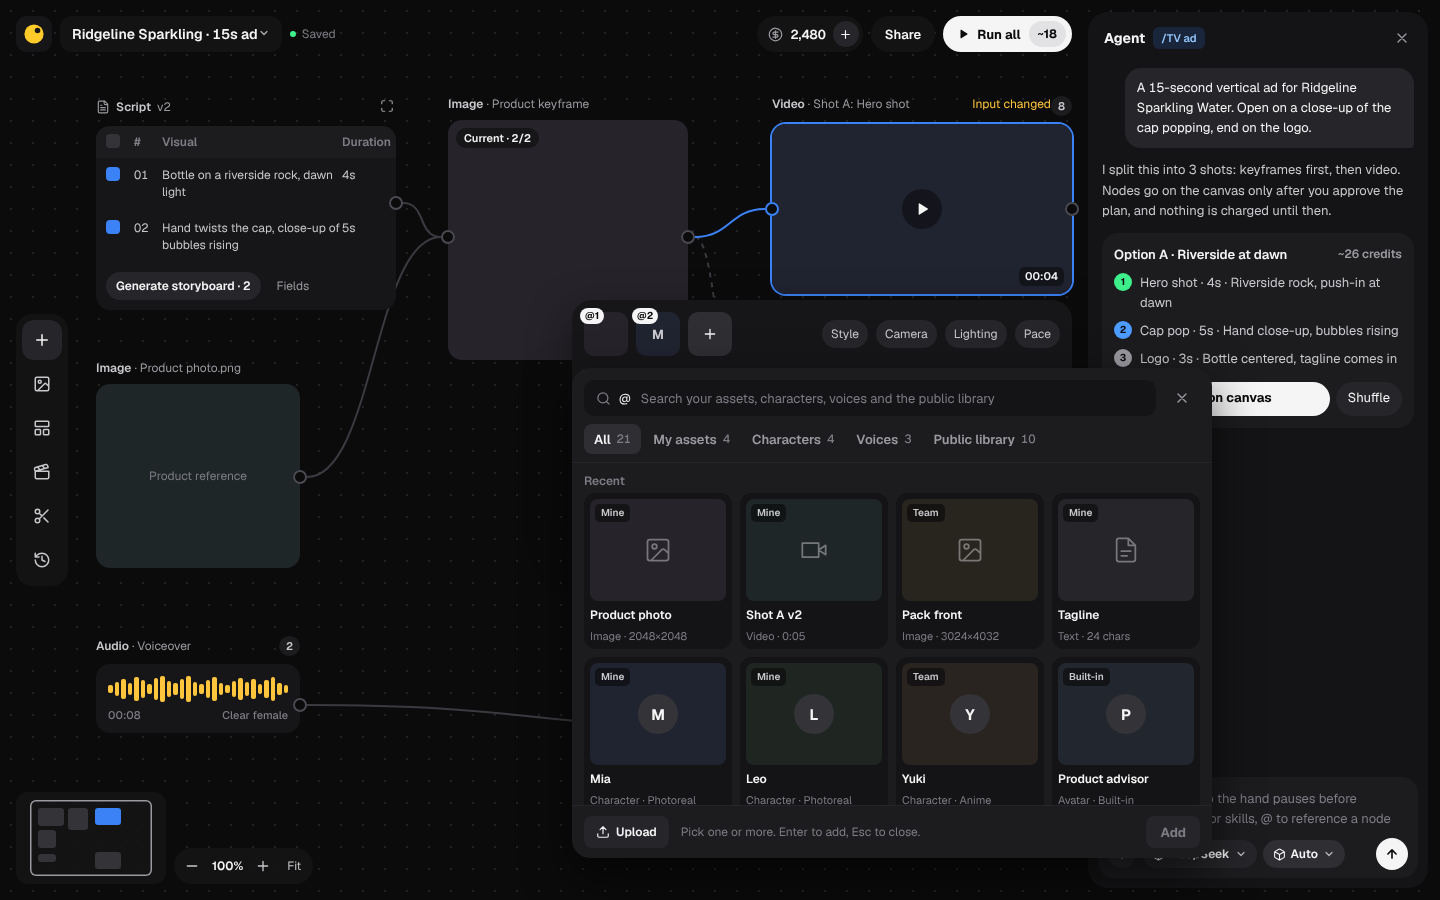 Ridgeline Sparkling · 15s ad
Saved
2,480
Share
Run all
~18
Script v2
# Visual Duration
01 Bottle on a riverside rock, dawn light 4s
02 Hand twists the cap, close-up of bubbles rising 5s
Generate storyboard · 2
Fields
Image · Product keyframe
Current · 2/2
Video · Shot A: Hero shot
Input changed
8
00:04
Image · Product photo.png
Product reference
Audio · Voiceover
2
00:08
Clear female
100%
Fit
@1
@2
M
Style
Camera
Lighting
Pace
@ Search your assets, characters, voices and the public library
All 21
My assets 4
Characters 4
Voices 3
Public library 10
Recent
Mine
Product photo
Image · 2048×2048
Mine
Shot A v2
Video · 0:05
Team
Pack front
Image · 3024×4032
Mine
Tagline
Text · 24 chars
Mine
M
Mia
Character · Photoreal
Mine
L
Leo
Character · Photoreal
Team
Y
Yuki
Character · Anime
Built-in
P
Product advisor
Avatar · Built-in
Upload
Pick one or more. Enter to add, Esc to close.
Add
Agent
/TV ad
A 15-second vertical ad for Ridgeline
Sparkling Water. Open on a close-up of the
cap popping, end on the logo.
I split this into 3 shots: keyframes first, then video.
Nodes go on the canvas only after you approve the
plan, and nothing is charged until then.
Option A · Riverside at dawn
~26 credits
1 Hero shot · 4s · Riverside rock, push-in at
dawn
2 Cap pop · 5s · Hand close-up, bubbles rising
3 Logo · 3s · Bottle centered, tagline comes in
canvas
Shuffle
the hand pauses before
skills, @ to reference a node
Auto